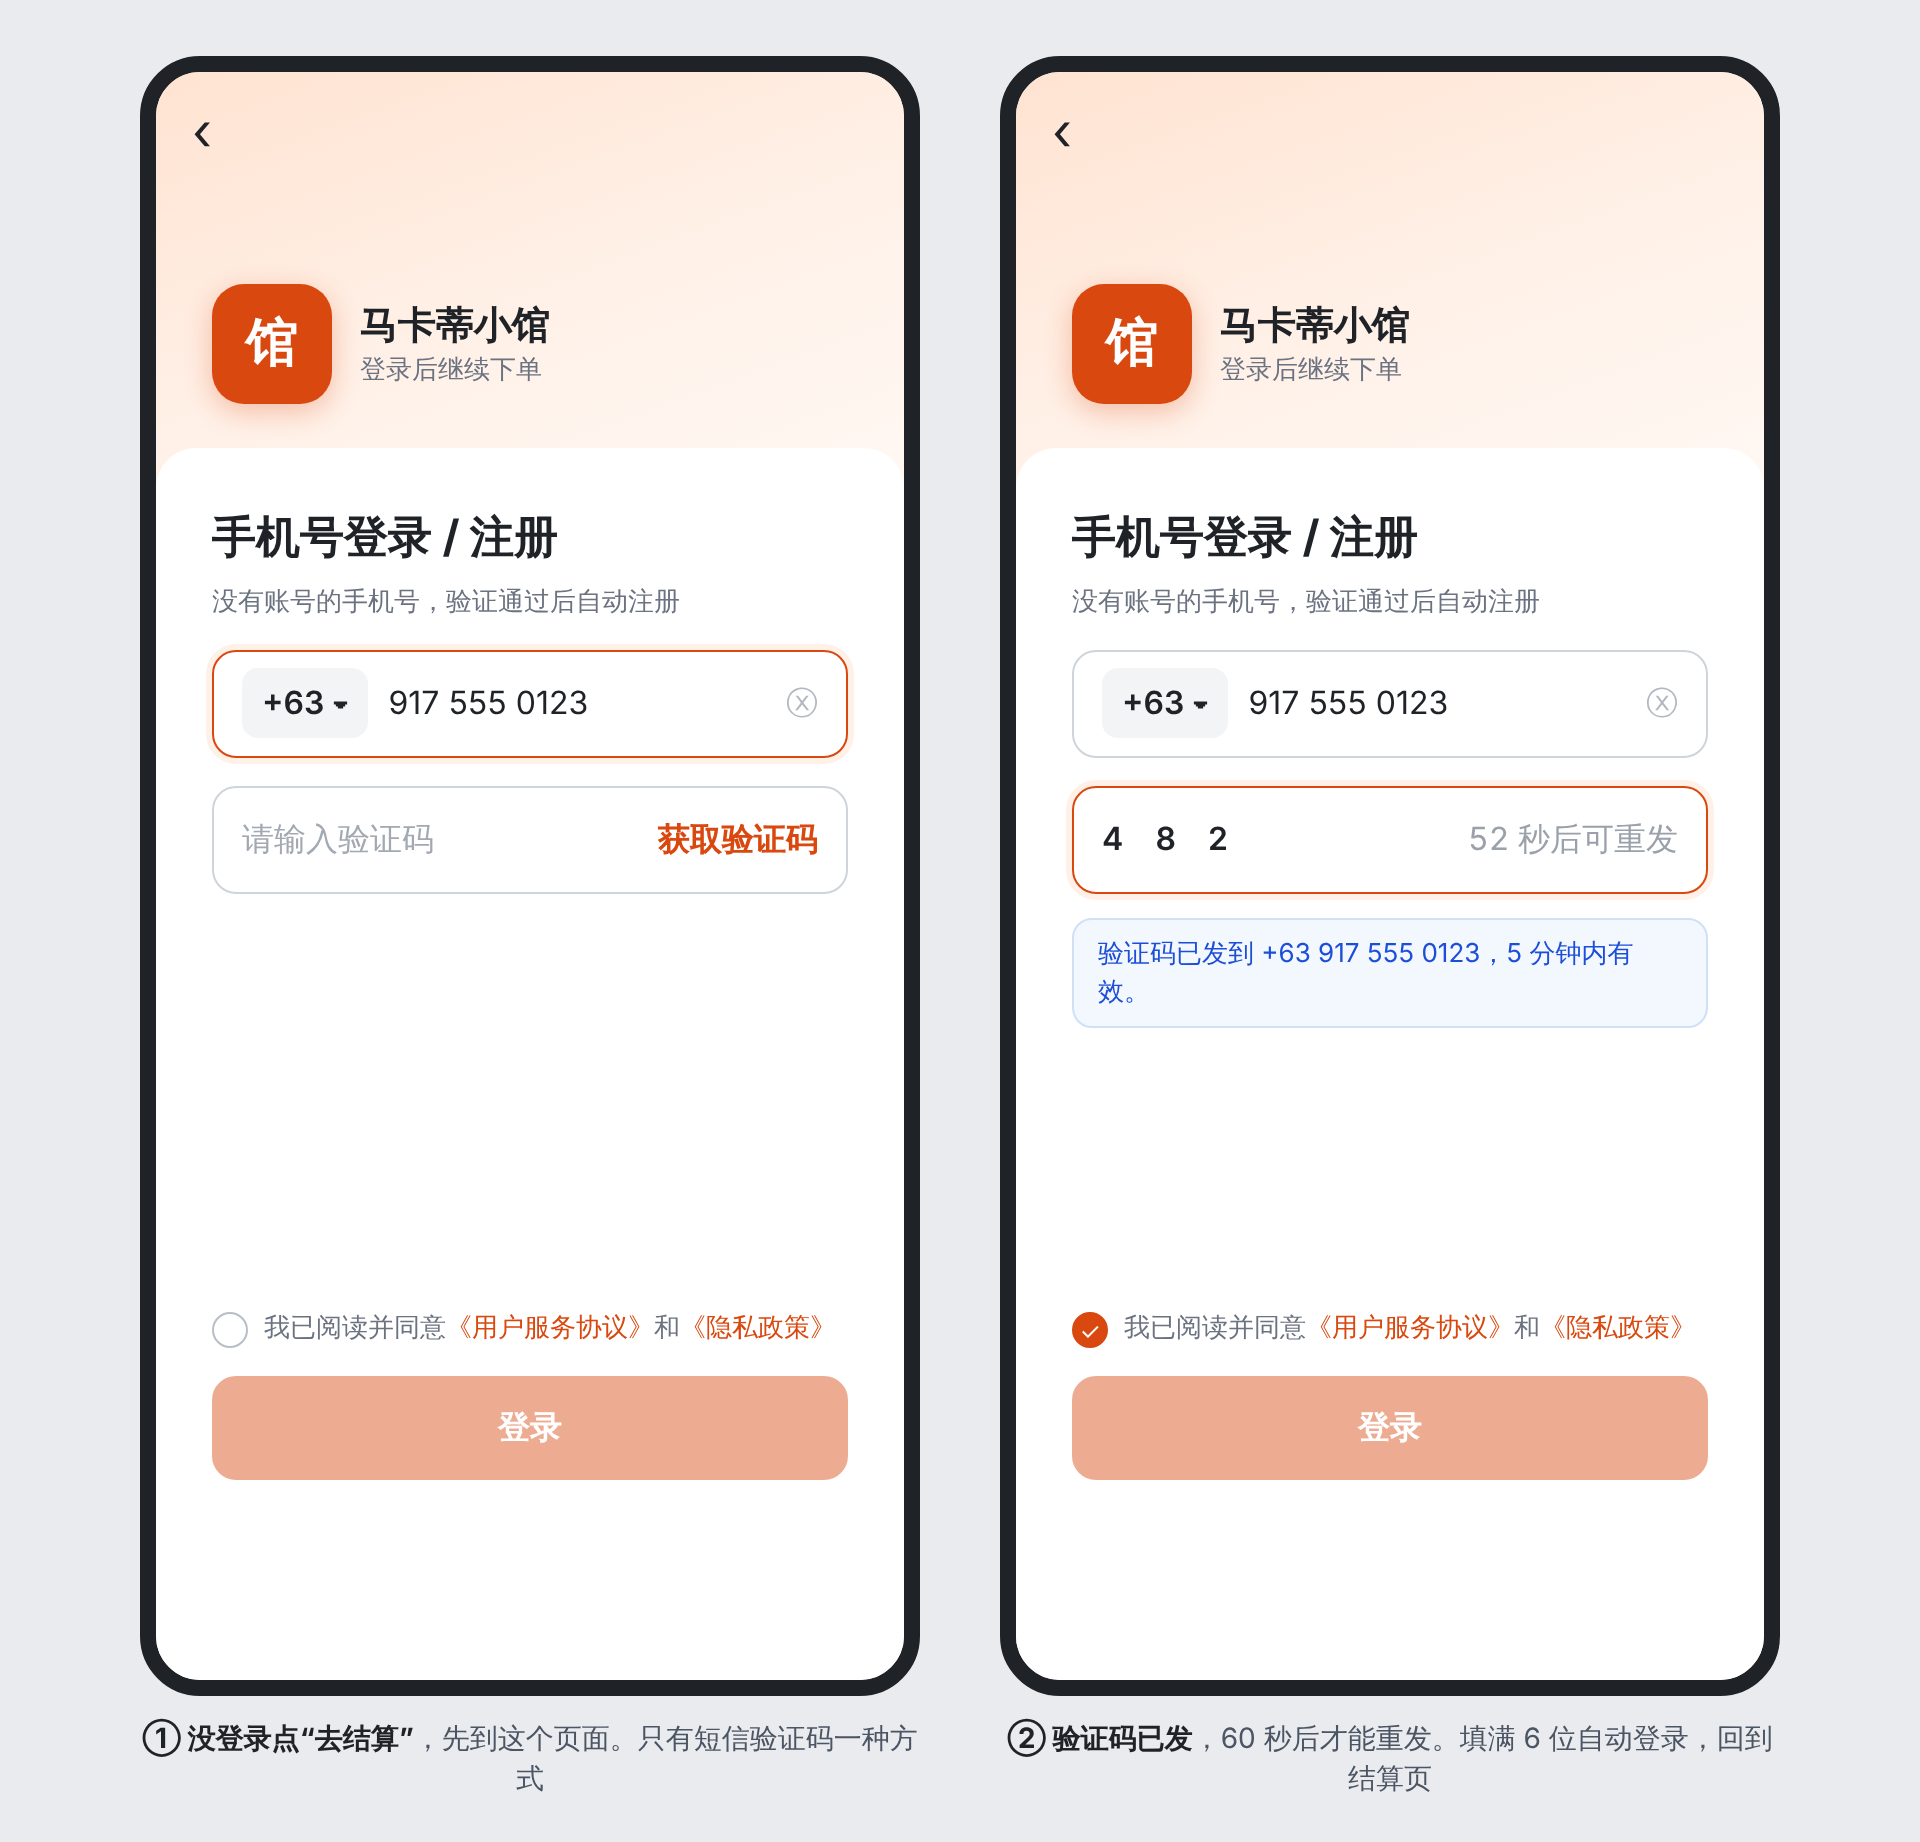 馆
马卡蒂小馆
登录后继续下单
手机号登录 / 注册
没有账号的手机号，验证通过后自动注册
+63 917 555 0123
请输入验证码 获取验证码
我已阅读并同意《用户服务协议》和《隐私政策》
登录
① 没登录点“去结算”，先到这个页面。只有短信验证码一种方
式
馆
马卡蒂小馆
登录后继续下单
手机号登录 / 注册
没有账号的手机号，验证通过后自动注册
+63 917 555 0123
4 8 2 52 秒后可重发
验证码已发到 +63 917 555 0123，5 分钟内有
效。
我已阅读并同意《用户服务协议》和《隐私政策》
登录
② 验证码已发，60 秒后才能重发。填满 6 位自动登录，回到
结算页